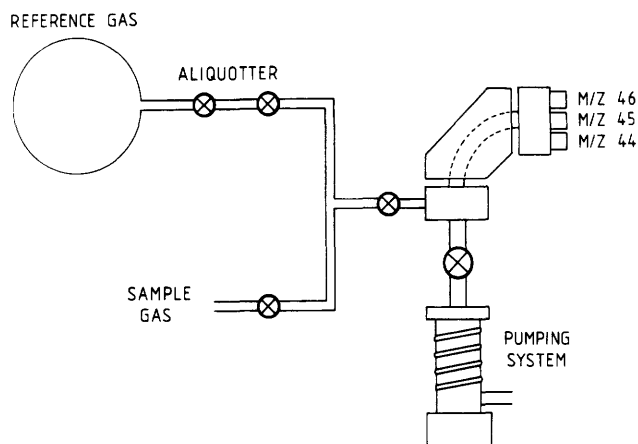 REFERENCE GAS
ALIQUOTTER
M/Z 46
M/Z 45
M/Z 44
SAMPLE
GAS
PUMPING
SYSTEM